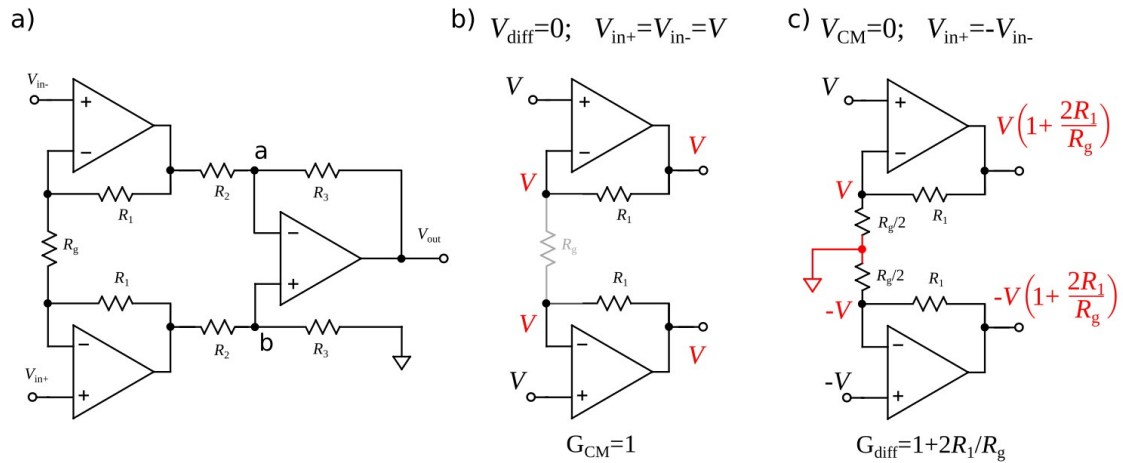 a)
V_in-
+
−
R_1
R_2
a
R_3
R_g
−
+
V_out
R_1
R_2
b
R_3
−
+
V_in+
b) V_diff=0; V_in+=V_in-=V
V
+
−
V
V
R_1
R_g
R_1
V
V
−
+
V
G_CM=1
c) V_CM=0; V_in+=-V_in-
V
+
−
V(1+ 2R_1/R_g)
V
R_1
R_g/2
R_g/2
R_1
-V
-V(1+ 2R_1/R_g)
−
+
-V
G_diff=1+2R_1/R_g